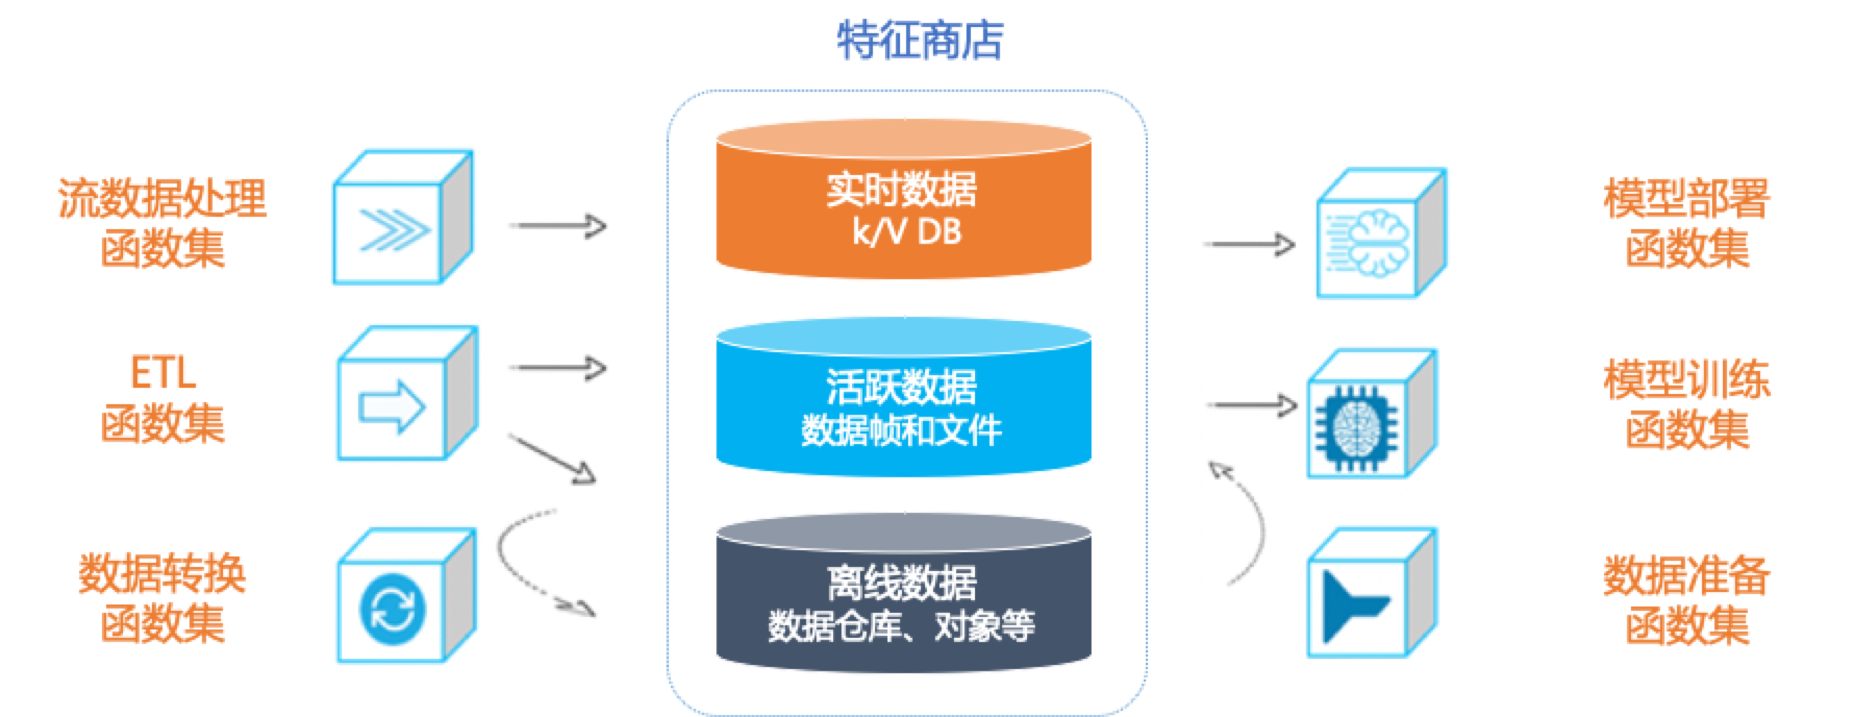 特征商店
流数据处理
函数集
ETL
函数集
数据转换
函数集
实时数据
k/V DB
活跃数据
数据帧和文件
离线数据
数据仓库、对象等
模型部署
函数集
模型训练
函数集
数据准备
函数集